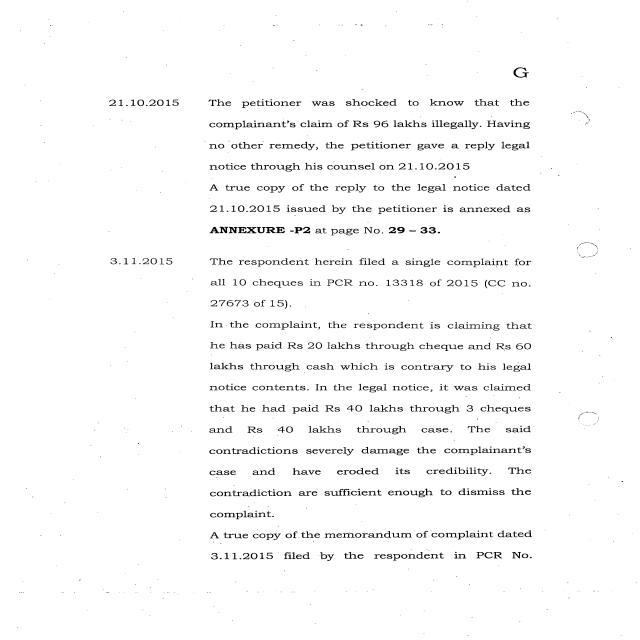 G
21.10.2015 The petitioner was shocked to know that the
complainant's claim of Rs 96 lakhs illegally. Having
no other remedy, the petitioner gave a reply legal
notice through his counsel on 21.10.2015
A true copy of the reply to the legal notice dated
21.10.2015 issued by the petitioner is annexed as
ANNEXURE -P2 at page No. 29 – 33.
3.11.2015 The respondent herein filed a single complaint for
all 10 cheques in PCR no. 13318 of 2015 (CC no.
27673 of 15).
In the complaint, the respondent is claiming that
he has paid Rs 20 lakhs through cheque and Rs 60
lakhs through cash which is contrary to his legal
notice contents. In the legal notice, it was claimed
that he had paid Rs 40 lakhs through 3 cheques
and Rs 40 lakhs through case. The said
contradictions severely damage the complainant's
case and have eroded its credibility. The
contradiction are sufficient enough to dismiss the
complaint.
A true copy of the memorandum of complaint dated
3.11.2015 filed by the respondent in PCR No.